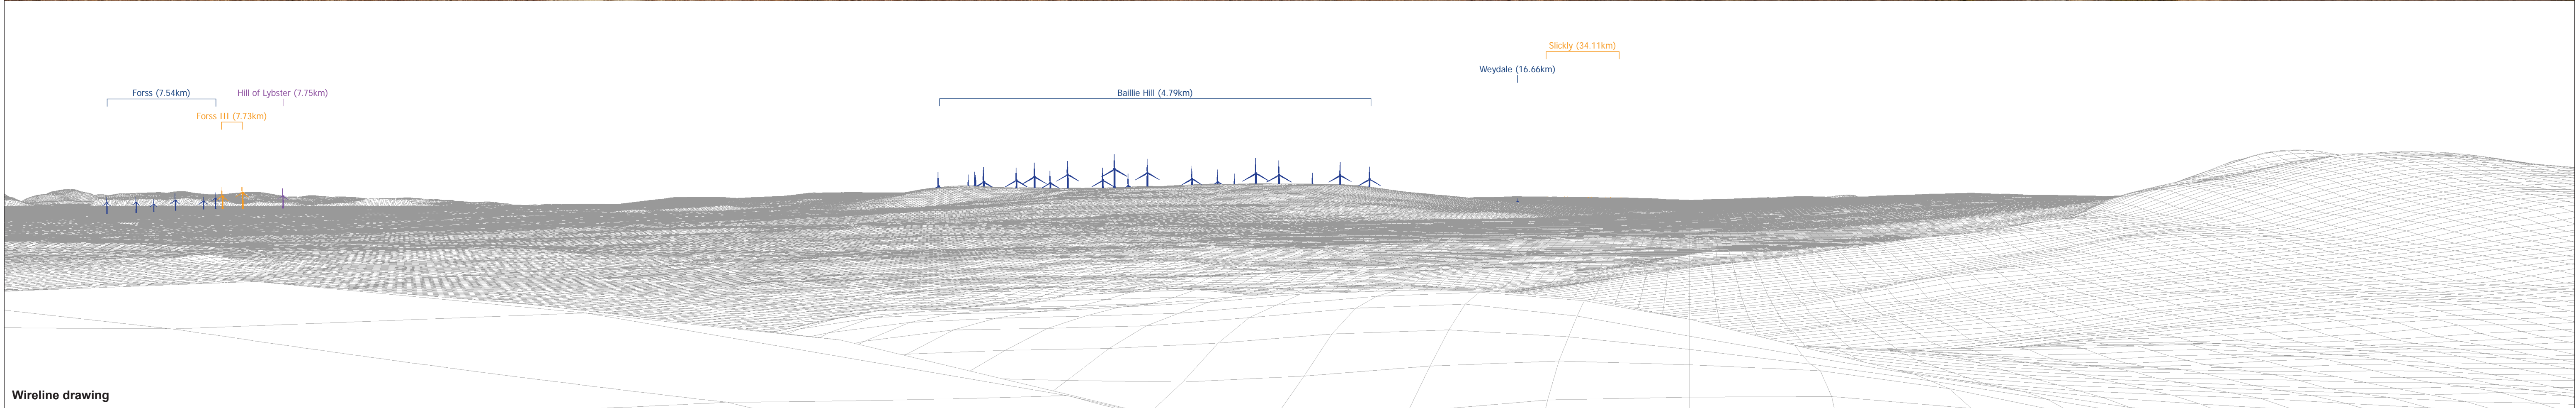 Slickly (34.11km)
Weydale (16.66km)
Forss (7.54km)
Hill of Lybster (7.75km)
Baillie Hill (4.79km)
Forss III (7.73km)
Wireline drawing